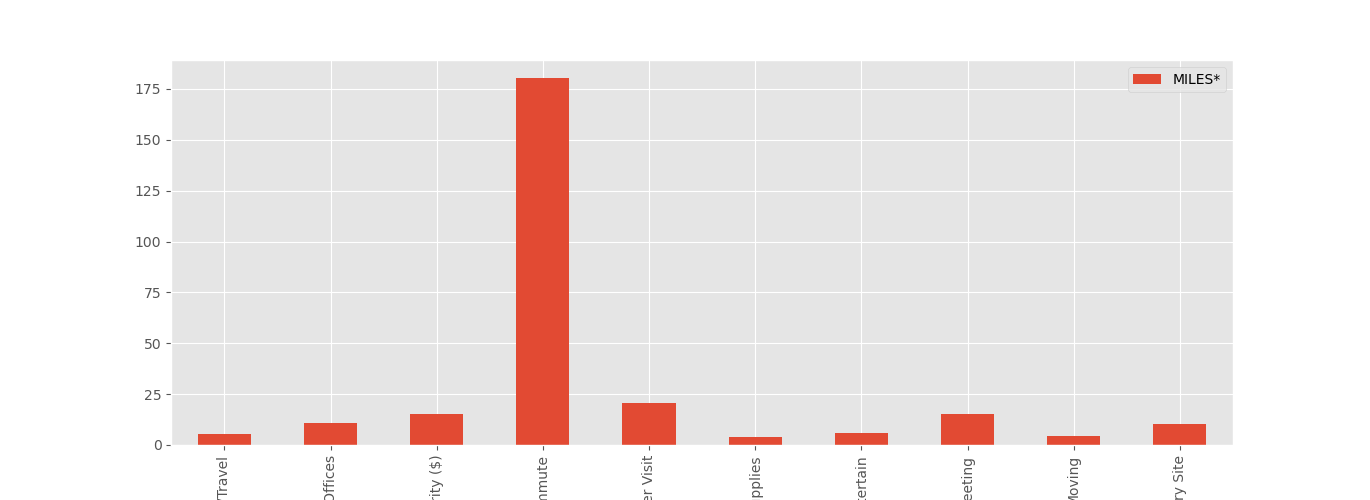 MILES*
175
150
125
100
75
50
25
0
Travel
Offices
rity ($)
mmute
er Visit
pplies
ertain
eeting
Moving
ry Site